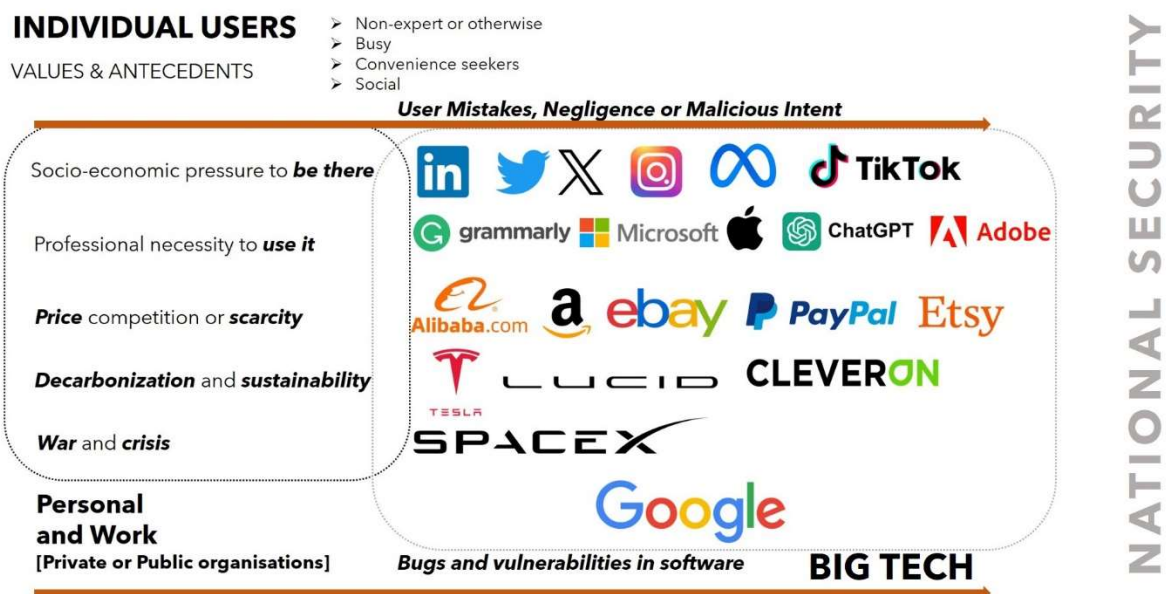 INDIVIDUAL USERS
VALUES & ANTECEDENTS
Non-expert or otherwise
Busy
Convenience seekers
Social
User Mistakes, Negligence or Malicious Intent
Socio-economic pressure to be there
in X TikTok
Professional necessity to use it
G grammarly Microsoft ChatGPT Adobe
Price competition or scarcity
Alibaba.com a ebay PayPal Etsy
Decarbonization and sustainability
TESLA LUCID CLEVERON
War and crisis
SPACEX
Google
Personal
and Work
[Private or Public organisations]
Bugs and vulnerabilities in software
BIG TECH
NATIONAL SECURITY